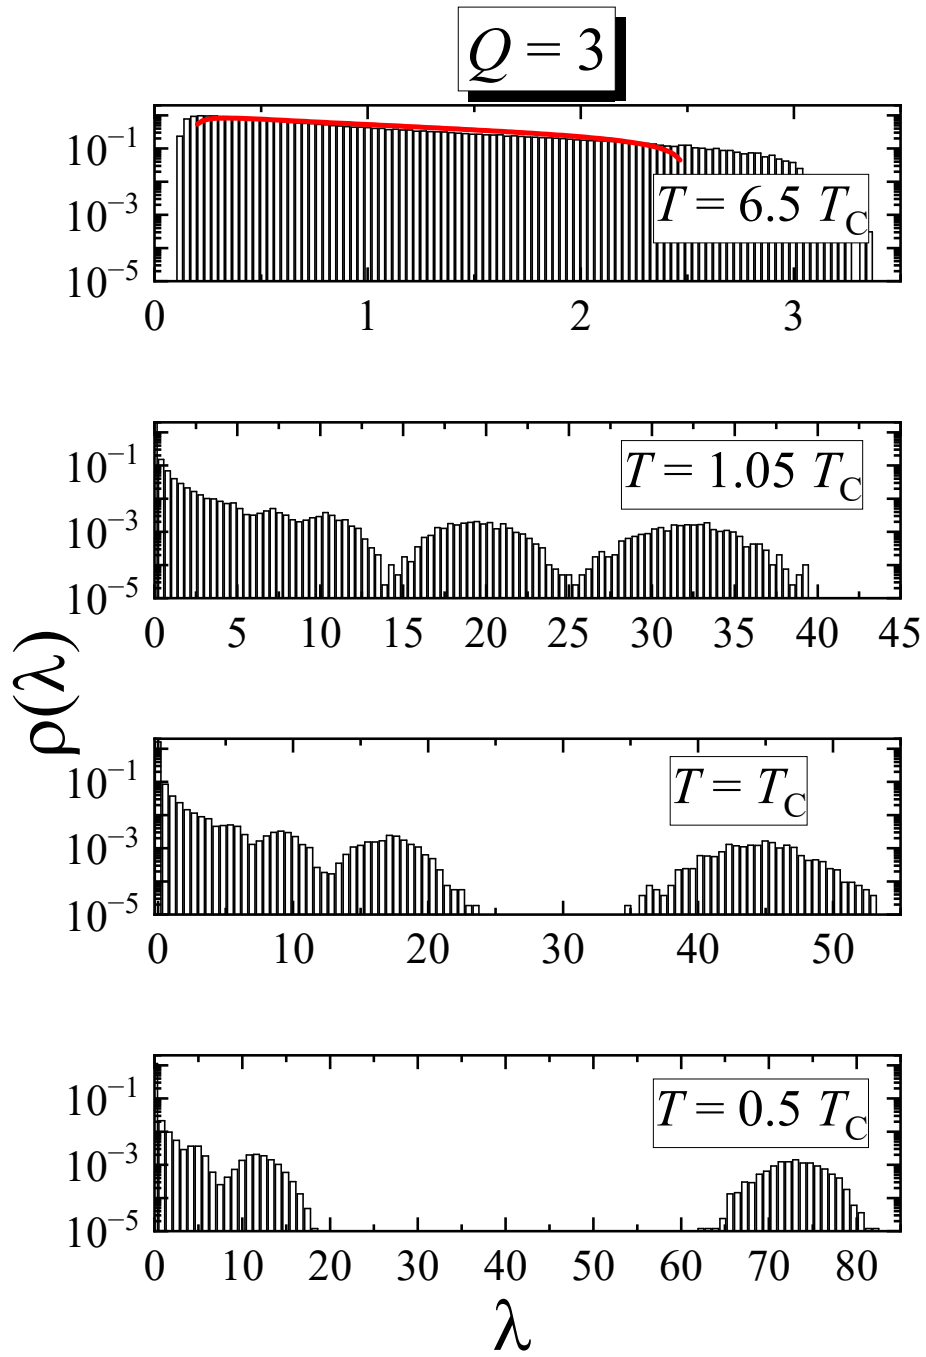 Q = 3
10⁻¹
10⁻³
10⁻⁵
T = 6.5 T_C
0 1 2 3
10⁻¹
10⁻³
10⁻⁵
T = 1.05 T_C
0 5 10 15 20 25 30 35 40 45
ρ(λ)
10⁻¹
10⁻³
10⁻⁵
T = T_C
0 10 20 30 40 50
10⁻¹
10⁻³
10⁻⁵
T = 0.5 T_C
0 10 20 30 40 50 60 70 80
λ